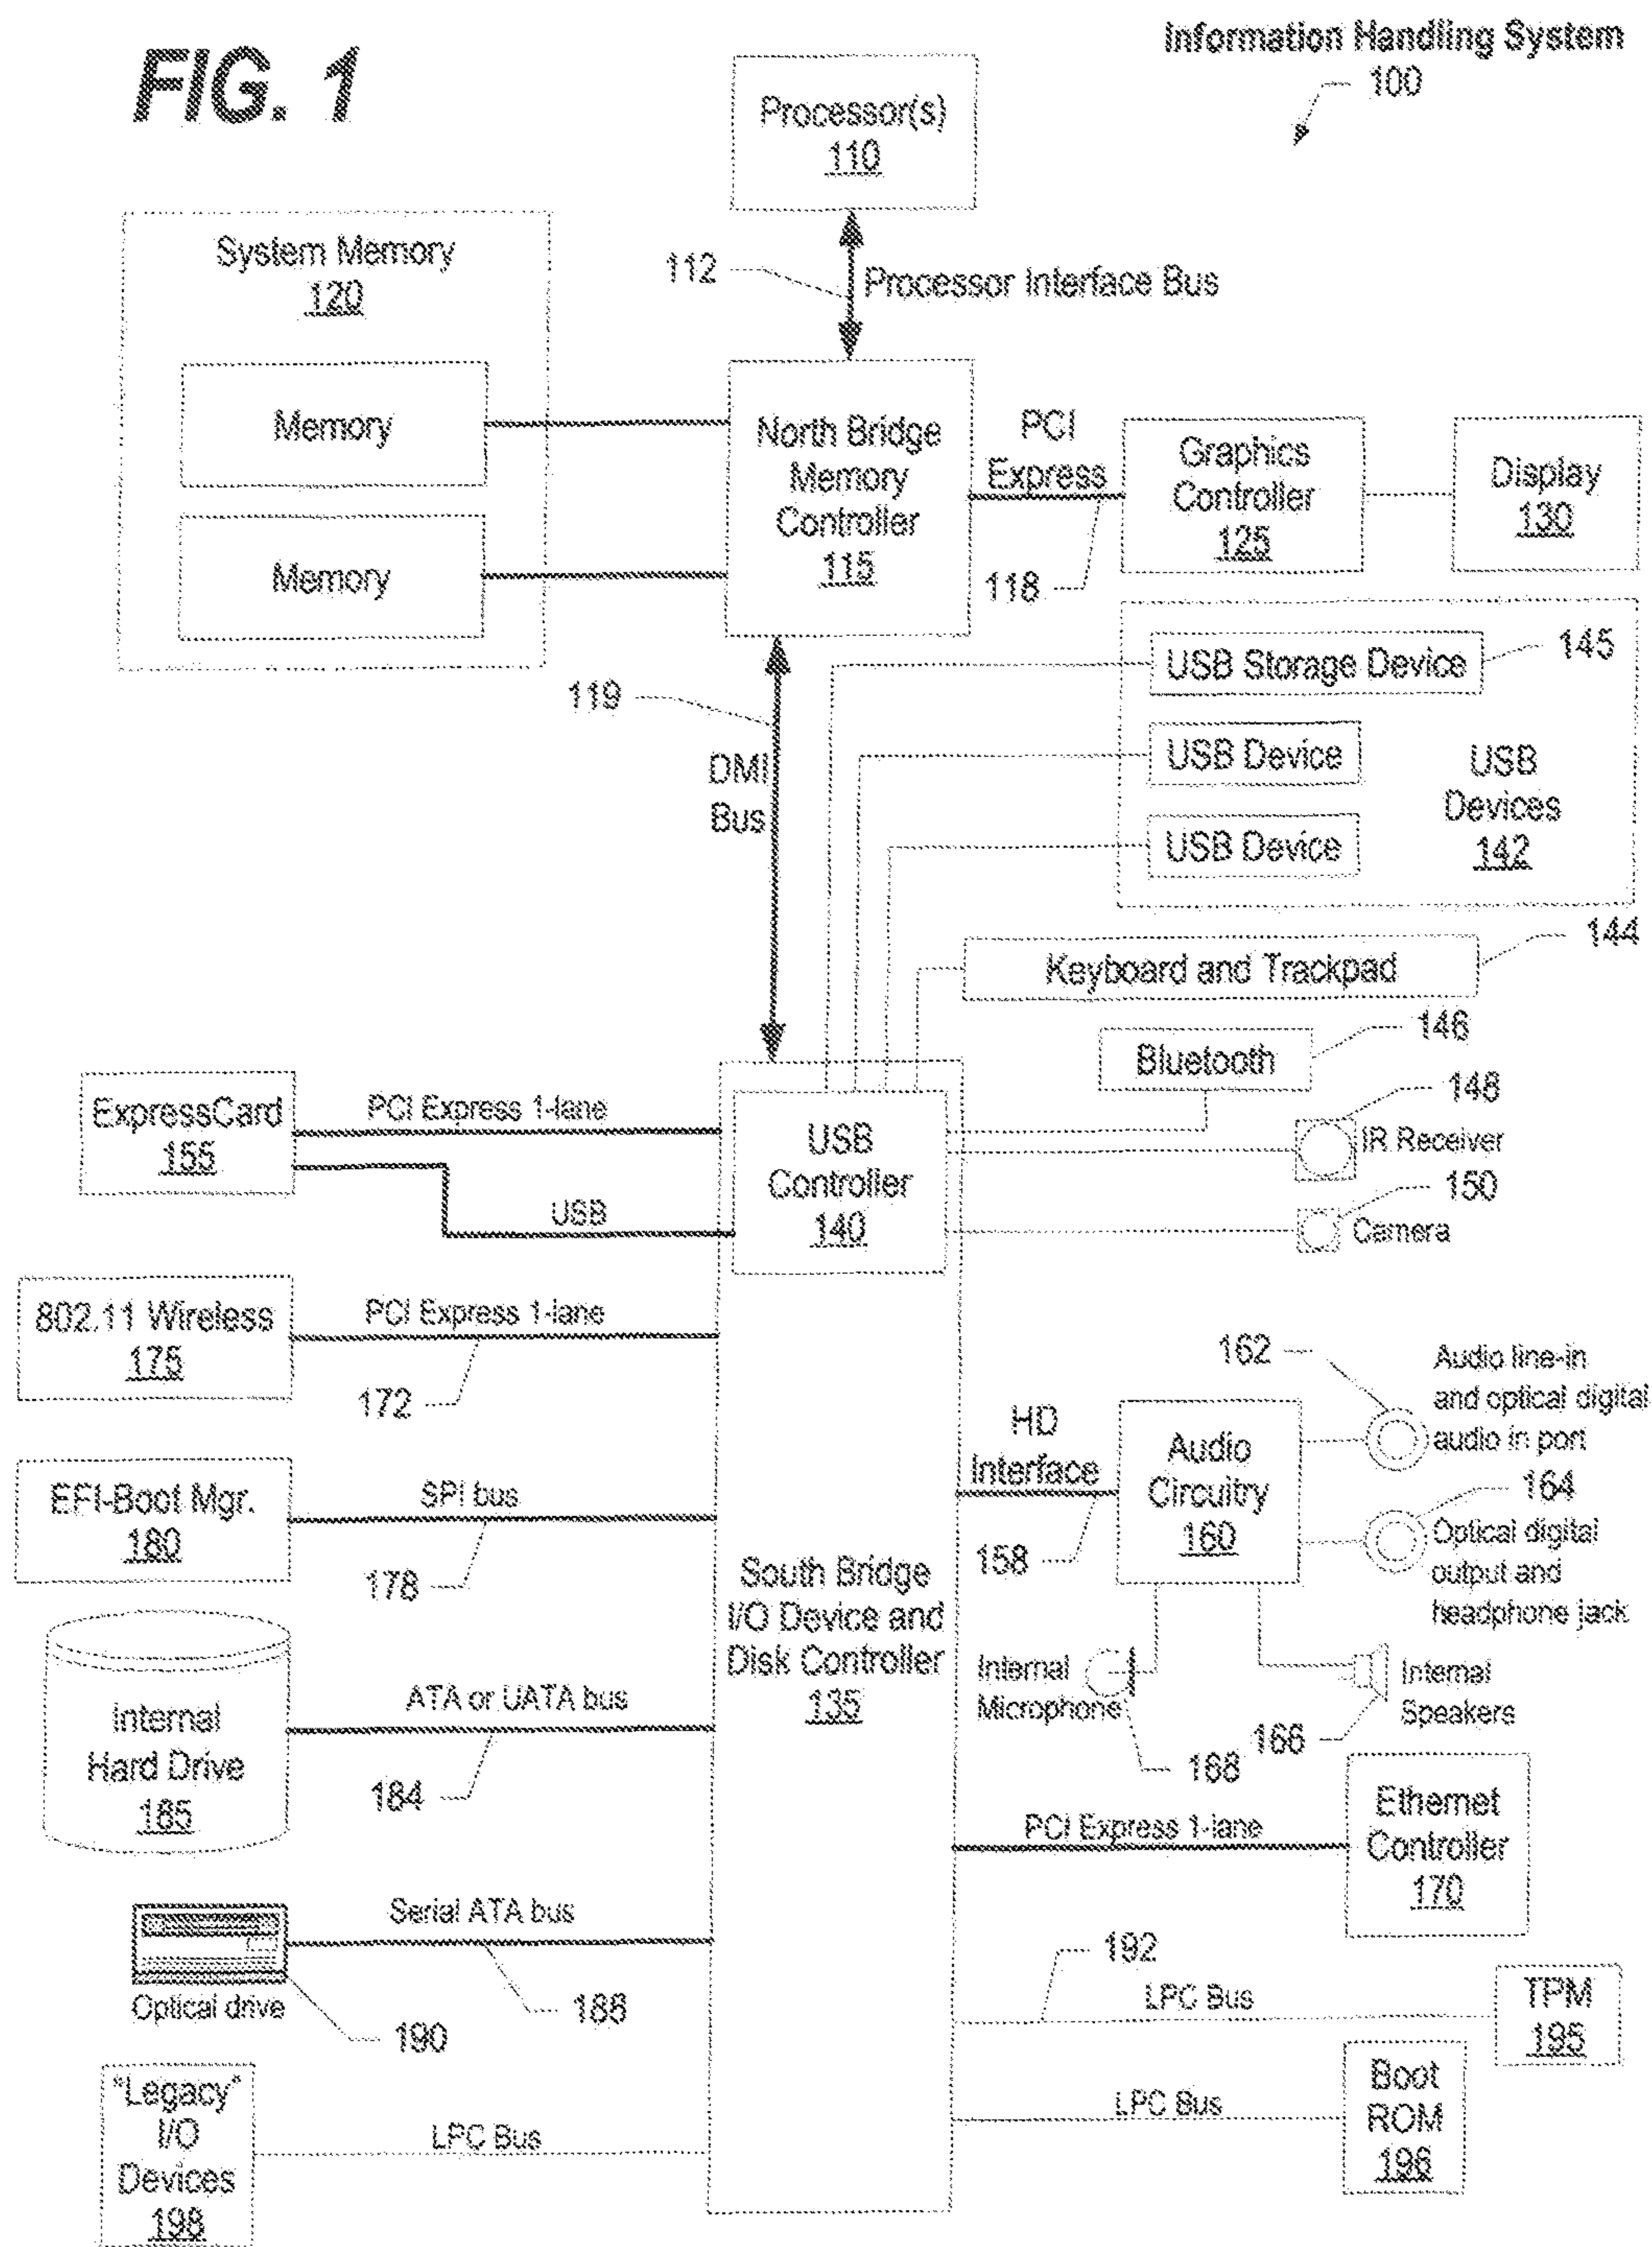 FIG. 1
Information Handling System
100
Processor(s)
110
112
Processor Interface Bus
System Memory
120
Memory
Memory
North Bridge
Memory
Controller
115
PCI
Express
118
Graphics
Controller
125
Display
130
119
DMI
Bus
USB Storage Device
145
USB Device
USB Device
USB
Devices
142
Keyboard and Trackpad
144
Bluetooth
146
148
IR Receiver
150
Camera
ExpressCard
155
PCI Express 1-lane
USB
USB
Controller
140
802.11 Wireless
175
PCI Express 1-lane
172
EFI-Boot Mgr.
180
SPI bus
178
Internal
Hard Drive
185
ATA or UATA bus
184
Optical drive
190
Serial ATA bus
188
"Legacy"
I/O
Devices
198
LPC Bus
South Bridge
I/O Device and
Disk Controller
135
HD
Interface
158
Audio
Circuitry
160
162
Audio line-in
and optical digital
audio in port
164
Optical digital
output and
headphone jack
Internal
Microphone
168
166
Internal
Speakers
PCI Express 1-lane
Ethernet
Controller
170
192
LPC Bus
TPM
195
LPC Bus
Boot
ROM
196